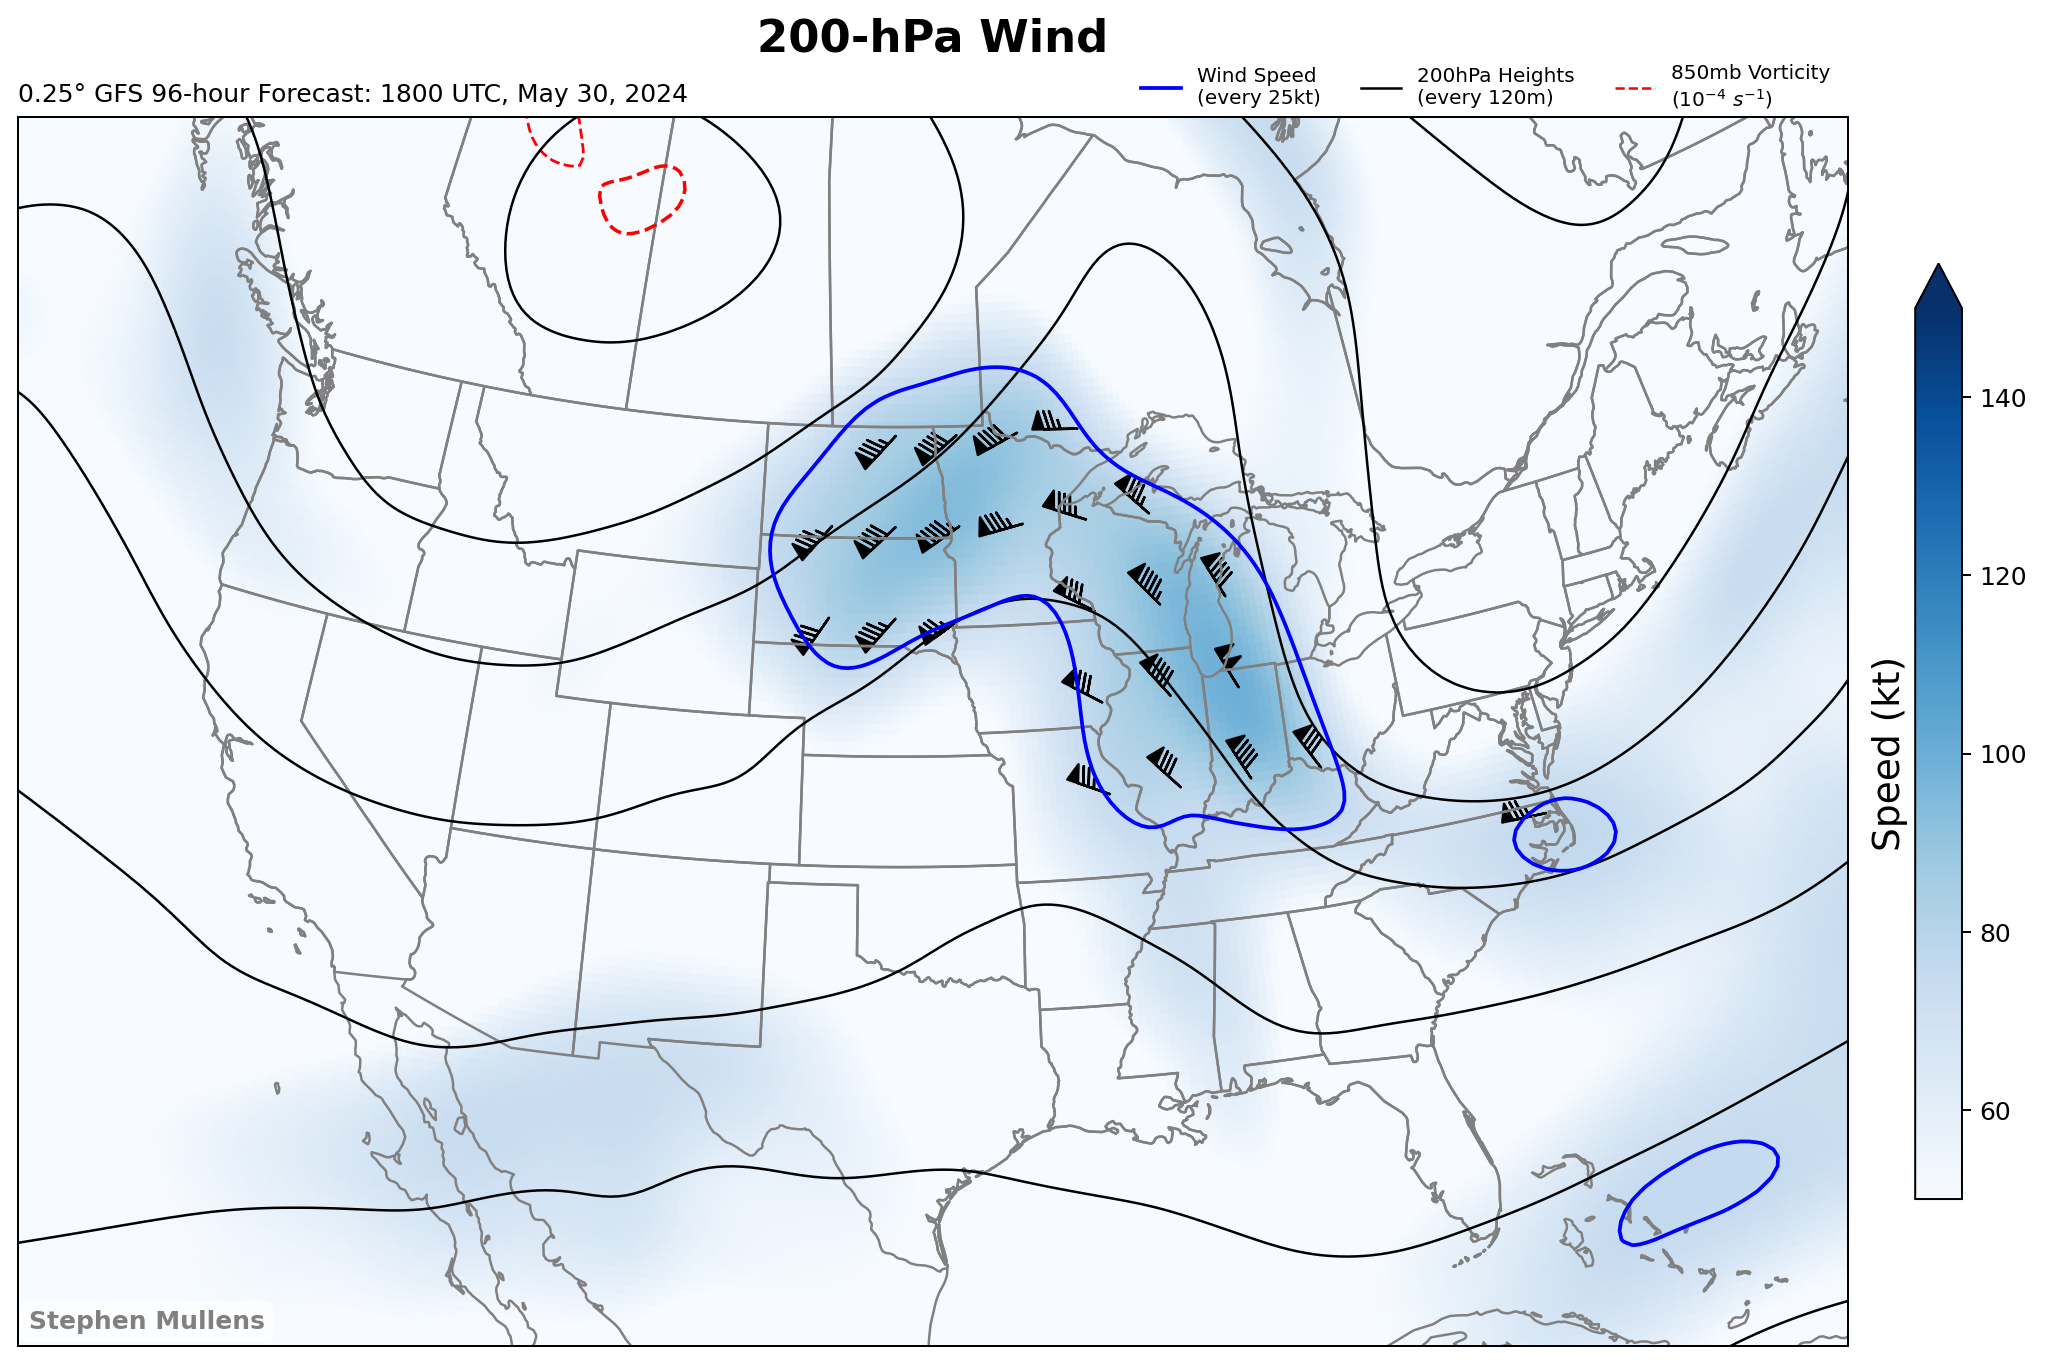 200-hPa Wind
0.25° GFS 96-hour Forecast: 1800 UTC, May 30, 2024
Wind Speed
(every 25kt)
200hPa Heights
(every 120m)
850mb Vorticity
(10⁻⁴ s⁻¹)
140
120
100
80
60
Speed (kt)
Stephen Mullens